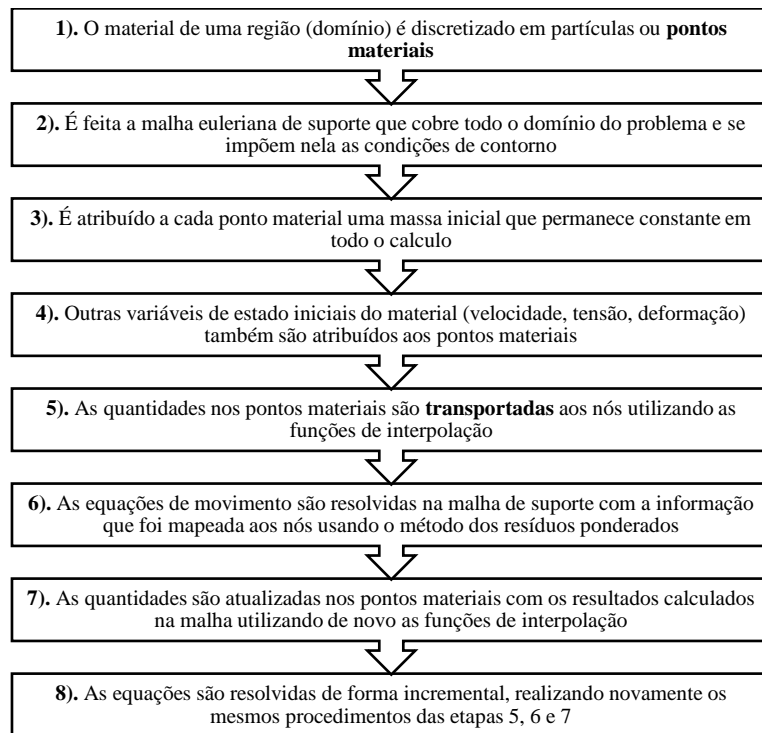 1). O material de uma região (domínio) é discretizado em partículas ou pontos
materiais
2). É feita a malha euleriana de suporte que cobre todo o domínio do problema e se
impõem nela as condições de contorno
3). É atribuído a cada ponto material uma massa inicial que permanece constante em
todo o calculo
4). Outras variáveis de estado iniciais do material (velocidade, tensão, deformação)
também são atribuídos aos pontos materiais
5). As quantidades nos pontos materiais são transportadas aos nós utilizando as
funções de interpolação
6). As equações de movimento são resolvidas na malha de suporte com a informação
que foi mapeada aos nós usando o método dos resíduos ponderados
7). As quantidades são atualizadas nos pontos materiais com os resultados calculados
na malha utilizando de novo as funções de interpolação
8). As equações são resolvidas de forma incremental, realizando novamente os
mesmos procedimentos das etapas 5, 6 e 7